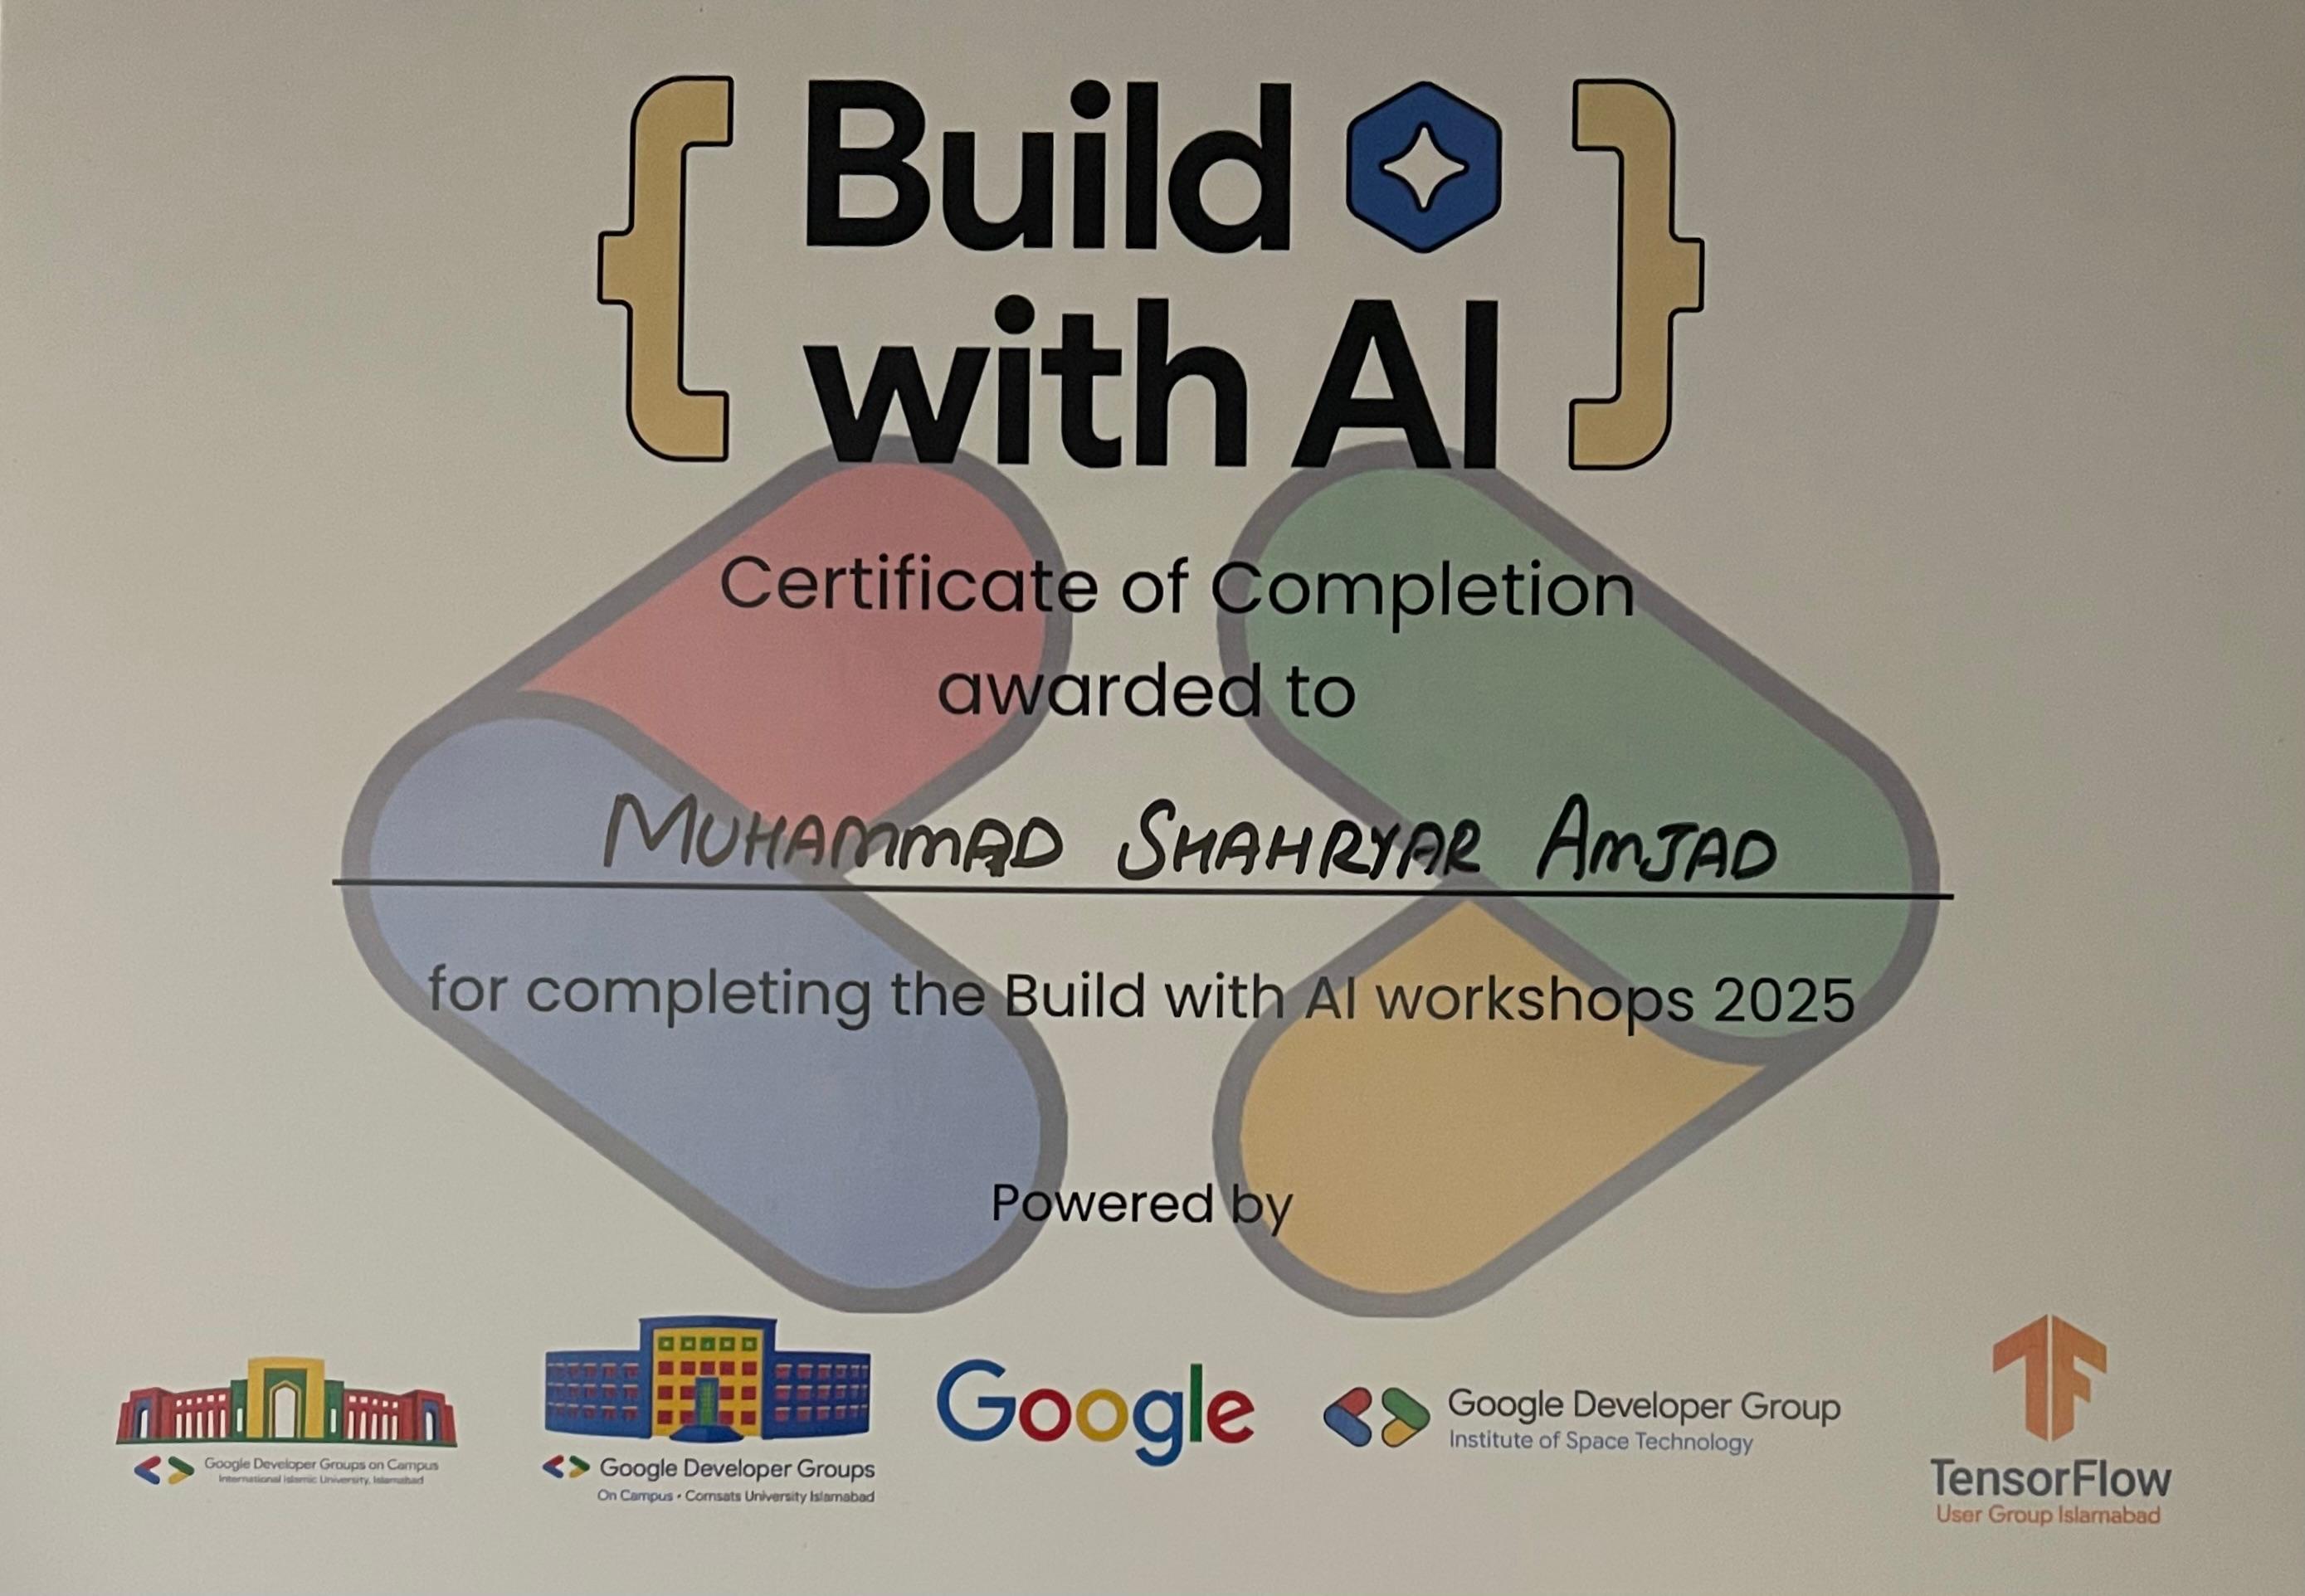 Build
with AI
Certificate of Completion
awarded to
MUHAMMAD SHAHRYAR AMJAD
for completing the Build with AI workshops 2025
Powered by
Google Developer Groups on Campus
International Islamic University, Islamabad
Google Developer Groups
On Campus • Comsats University Islamabad
Google
Google Developer Group
Institute of Space Technology
TF
TensorFlow
User Group Islamabad